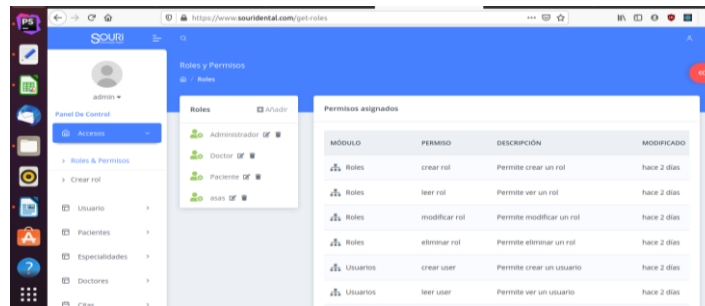 PS
https://www.souridental.com/get-roles
SOURI
admin
Panel De Control
Accesos
Roles & Permisos
Crear rol
Usuario
Pacientes
Especialidades
Doctores
Citas
Roles y Permisos
/ Roles
Roles
Añadir
Administrador
Doctor
Paciente
asas
Permisos asignados
MÓDULO PERMISO DESCRIPCIÓN MODIFICADO
Roles crear rol Permite crear un rol hace 2 días
Roles leer rol Permite ver un rol hace 2 días
Roles modificar rol Permite modificar un rol hace 2 días
Roles eliminar rol Permite eliminar un rol hace 2 días
Usuarios crear user Permite crear un usuario hace 2 días
Usuarios leer user Permite ver un usuario hace 2 días